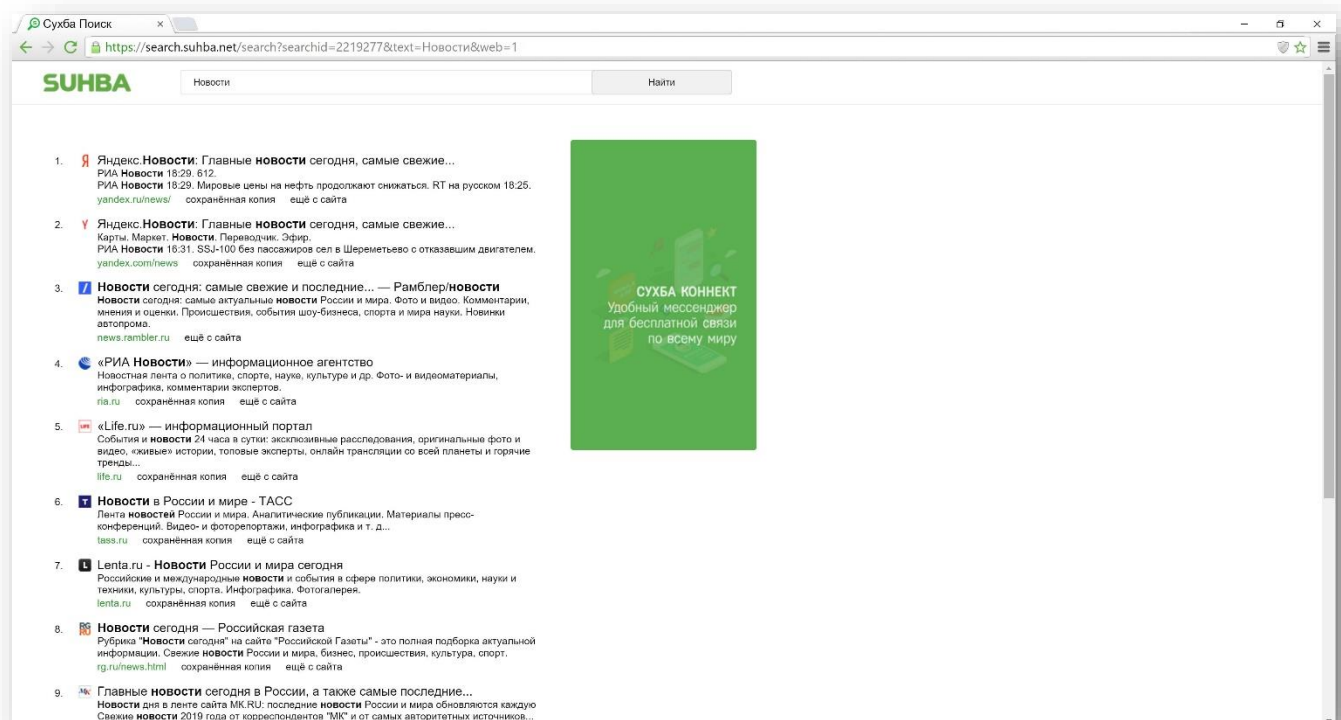 Сухба Поиск
https://search.suhba.net/search?searchid=2219277&text=Новости&web=1
SUHBA
Новости
Найти
1. Яндекс.Новости: Главные новости сегодня, самые свежие...
РИА Новости 18:29. 612.
РИА Новости 18:29. Мировые цены на нефть продолжают снижаться. RT на русском 18:25.
yandex.ru/news/ сохранённая копия ещё с сайта
2. Яндекс.Новости: Главные новости сегодня, самые свежие...
Карты. Маркет. Новости. Переводчик. Эфир.
РИА Новости 16:31. SSJ-100 без пассажиров сел в Шереметьево с отказавшим двигателем.
yandex.com/news сохранённая копия ещё с сайта
3. Новости сегодня: самые свежие и последние... — Рамблер/новости
Новости сегодня: самые актуальные новости России и мира. Фото и видео. Комментарии,
мнения и оценки. Происшествия, события шоу-бизнеса, спорта и мира науки. Новинки
автопрома.
news.rambler.ru ещё с сайта
4. «РИА Новости» — информационное агентство
Новостная лента о политике, спорте, науке, культуре и др. Фото- и видеоматериалы,
инфографика, комментарии экспертов.
ria.ru сохранённая копия ещё с сайта
5. «Life.ru» — информационный портал
События и новости 24 часа в сутки: эксклюзивные расследования, оригинальные фото и
видео, «живые» истории, топовые эксперты, онлайн трансляции со всей планеты и горячие
тренды...
life.ru сохранённая копия ещё с сайта
6. Новости в России и мире - ТАСС
Лента новостей России и мира. Аналитические публикации. Материалы пресс-
конференций. Видео- и фоторепортажи, инфографика и т. д...
tass.ru сохранённая копия ещё с сайта
7. Lenta.ru - Новости России и мира сегодня
Российские и международные новости и события в сфере политики, экономики, науки и
техники, культуры, спорта. Инфографика. Фотогалерея.
lenta.ru сохранённая копия ещё с сайта
8. Новости сегодня — Российская газета
Рубрика "Новости сегодня" на сайте "Российской Газеты" - это полная подборка актуальной
информации. Свежие новости России и мира, бизнес, происшествия, культура, спорт.
rg.ru/news.html сохранённая копия ещё с сайта
9. Главные новости сегодня в России, а также самые последние...
Новости дня в ленте сайта MK.RU: последние новости России и мира обновляются каждую
Свежие новости 2019 года от корреспондентов "МК" и от самых авторитетных источников...
СУХБА КОННЕКТ
Удобный мессенджер
для бесплатной связи
по всему миру